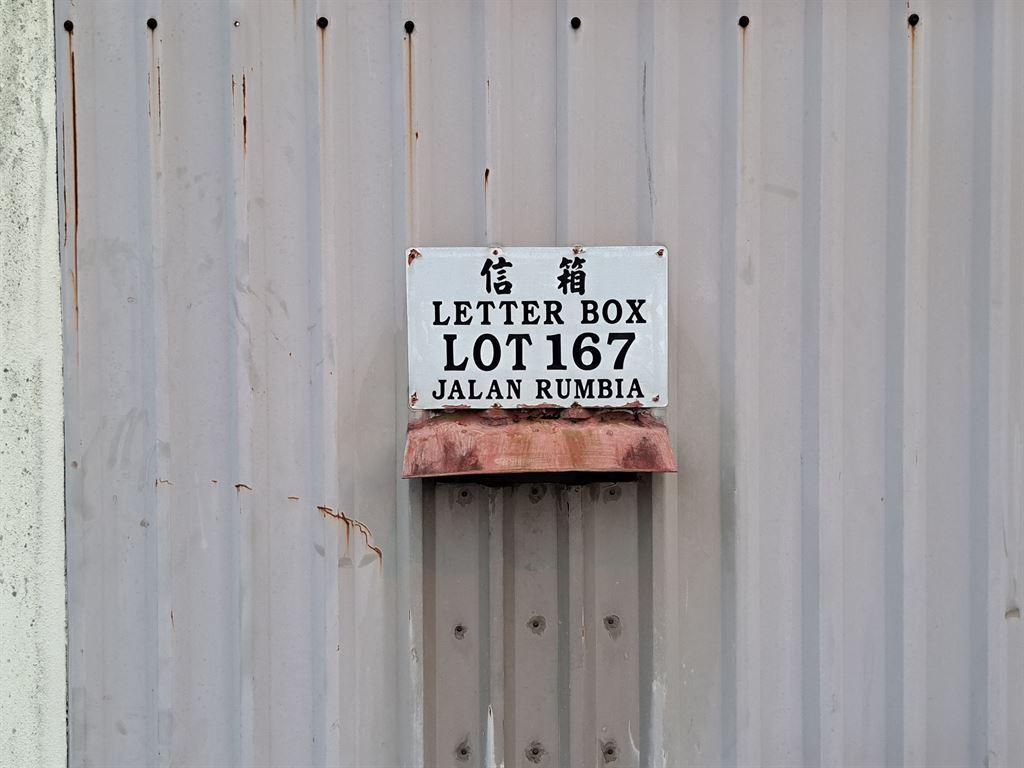 信 箱
LETTER BOX
LOT 167
JALAN RUMBIA